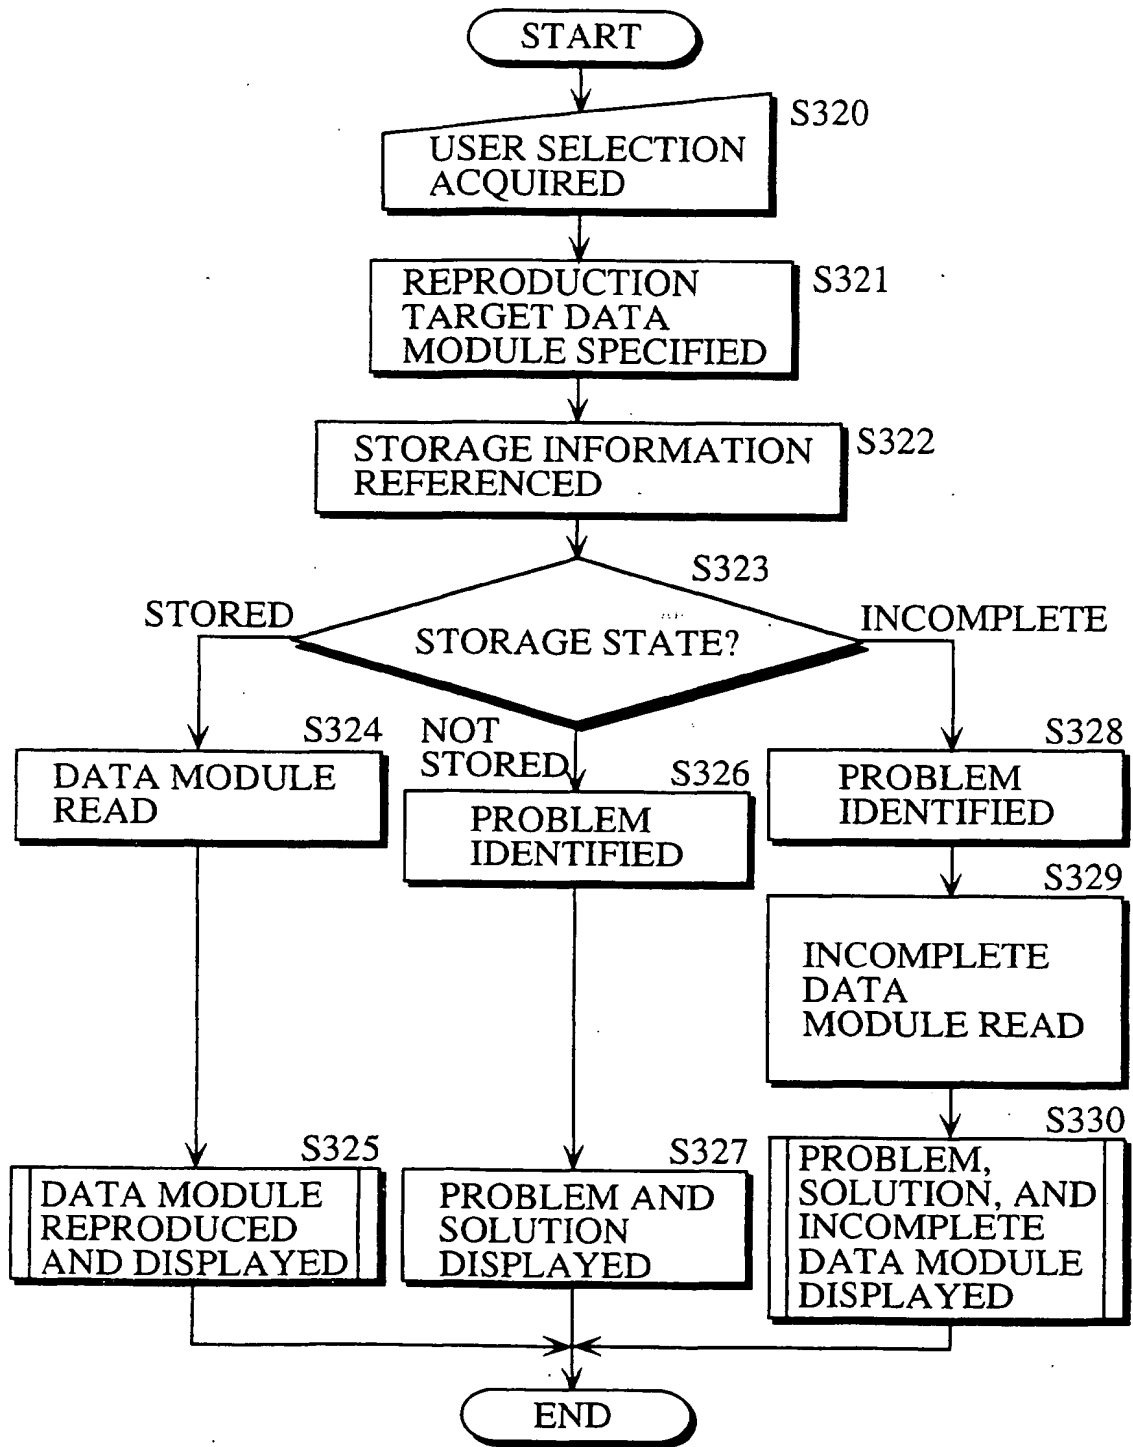 START
S320
USER SELECTION
ACQUIRED
S321
REPRODUCTION
TARGET DATA
MODULE SPECIFIED
S322
STORAGE INFORMATION
REFERENCED
S323
STORED
INCOMPLETE
STORAGE STATE?
S324
DATA MODULE
READ
NOT
STORED
S326
PROBLEM
IDENTIFIED
S328
PROBLEM
IDENTIFIED
S329
INCOMPLETE
DATA
MODULE READ
S325
DATA MODULE
REPRODUCED
AND DISPLAYED
S327
PROBLEM AND
SOLUTION
DISPLAYED
S330
PROBLEM,
SOLUTION, AND
INCOMPLETE
DATA MODULE
DISPLAYED
END